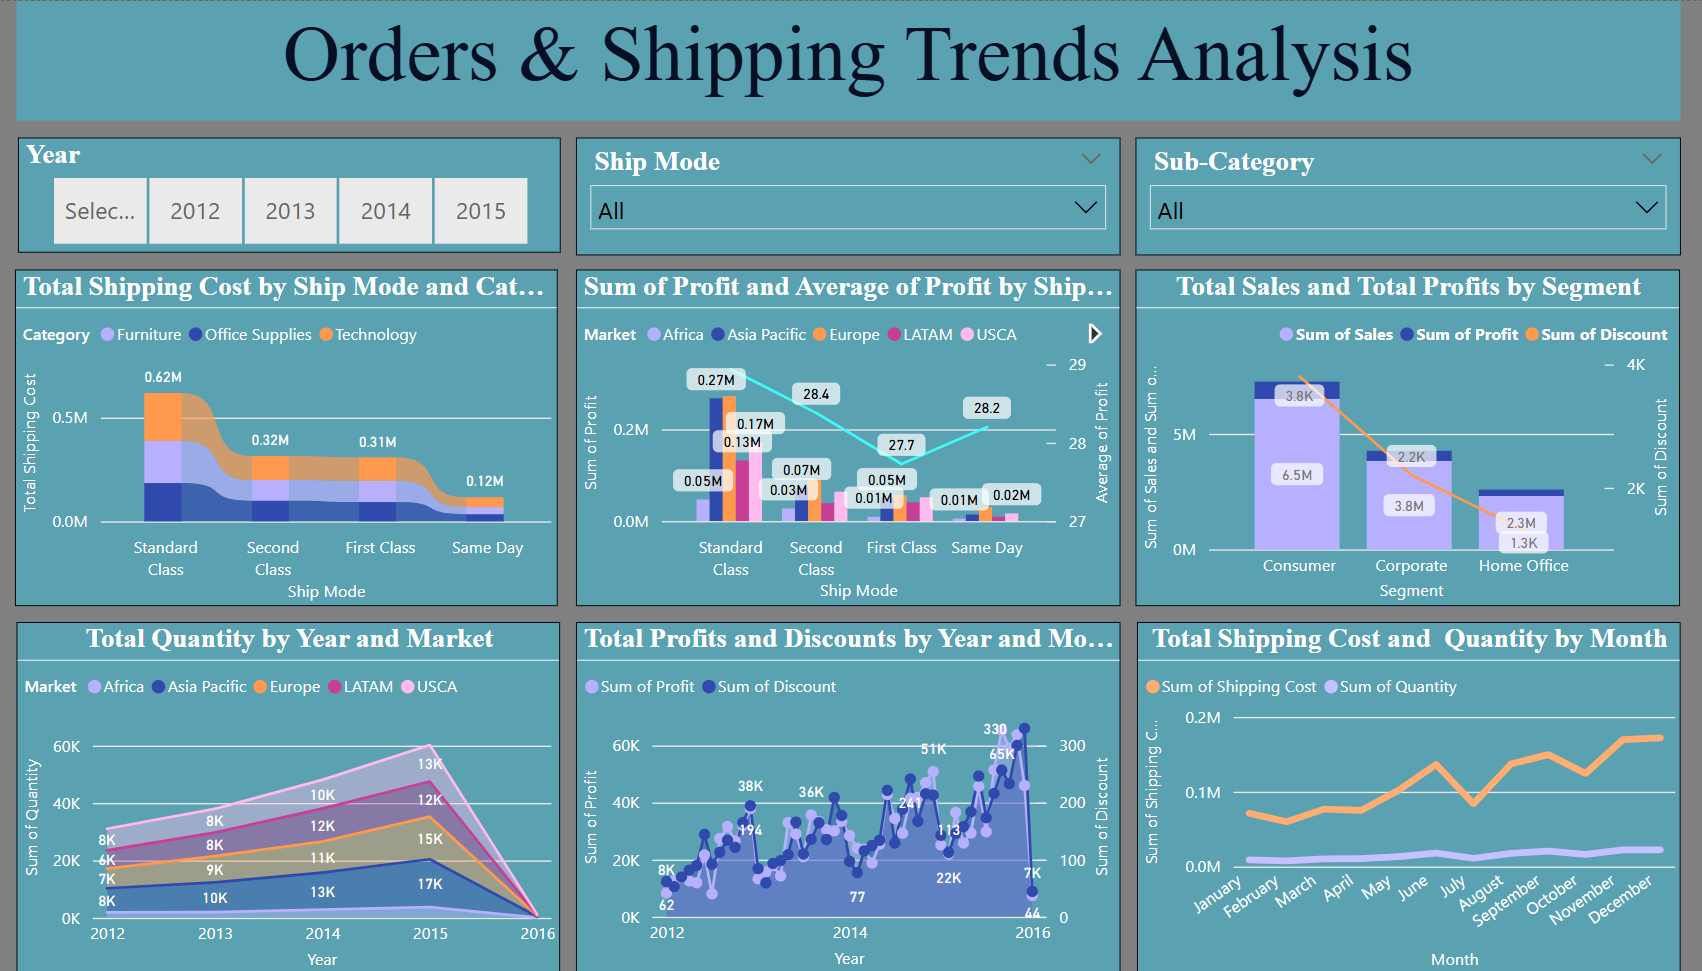 Orders & Shipping Trends Analysis
Year
Selec...
2012
2013
2014
2015
Ship Mode
All
Sub-Category
All
Total Shipping Cost by Ship Mode and Cat...
Category Furniture Office Supplies Technology
Total Shipping Cost
0.5M
0.0M
0.62M
0.32M
0.31M
0.12M
Standard Class
Second Class
First Class
Same Day
Ship Mode
Sum of Profit and Average of Profit by Ship...
Market Africa Asia Pacific Europe LATAM USCA
Sum of Profit
0.2M
0.0M
0.27M
0.17M
0.13M
0.05M
28.4
0.07M
0.03M
27.7
0.05M
0.01M
28.2
0.01M
0.02M
29
28
27
Average of Profit
Standard Class
Second Class
First Class
Same Day
Ship Mode
Total Sales and Total Profits by Segment
Sum of Sales Sum of Profit Sum of Discount
Sum of Sales and Sum o...
5M
0M
3.8K
6.5M
2.2K
3.8M
2.3M
1.3K
4K
2K
Sum of Discount
Consumer
Corporate
Home Office
Segment
Total Quantity by Year and Market
Market Africa Asia Pacific Europe LATAM USCA
Sum of Quantity
60K
40K
20K
0K
8K
6K
7K
8K
8K
8K
9K
10K
10K
12K
11K
13K
13K
12K
15K
17K
2012
2013
2014
2015
2016
Year
Total Profits and Discounts by Year and Mo...
Sum of Profit Sum of Discount
Sum of Profit
60K
40K
20K
0K
8K
62
38K
194
36K
77
241
51K
113
22K
330
65K
7K
44
300
200
100
0
Sum of Discount
2012
2014
2016
Year
Total Shipping Cost and Quantity by Month
Sum of Shipping Cost Sum of Quantity
Sum of Shipping C...
0.2M
0.1M
0.0M
January
February
March
April
May
June
July
August
September
October
November
December
Month